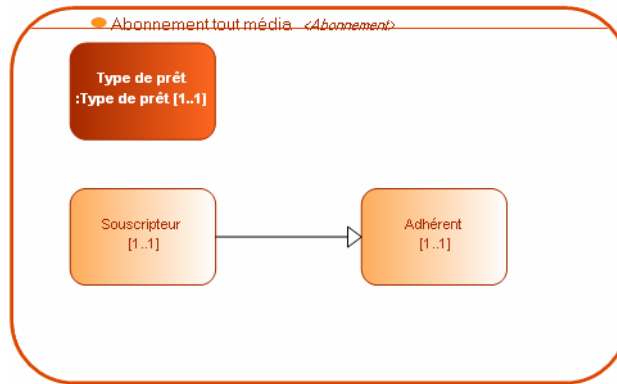 Abonnement tout média <Abonnement>
Type de prêt
:Type de prêt [1..1]
Souscripteur
[1..1]
Adhérent
[1..1]